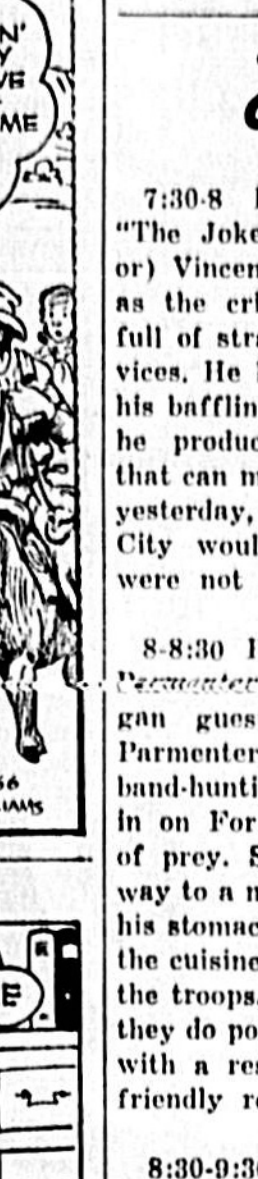 N'
Y
VE
ME
56
IAMS
E
7:30-8
"The Joke
or) Vincen
as the cri
full of stra
vices. He
his bafflin
he produc
that can m
yesterday,
City woul
were not
8-8:30 I
Parmenter
gan gues
Parmenter
band-hunti
in on For
of prey. S
way to a n
his stomac
the cuisine
the troops.
they do po
with a res
friendly re
8:30-9:30